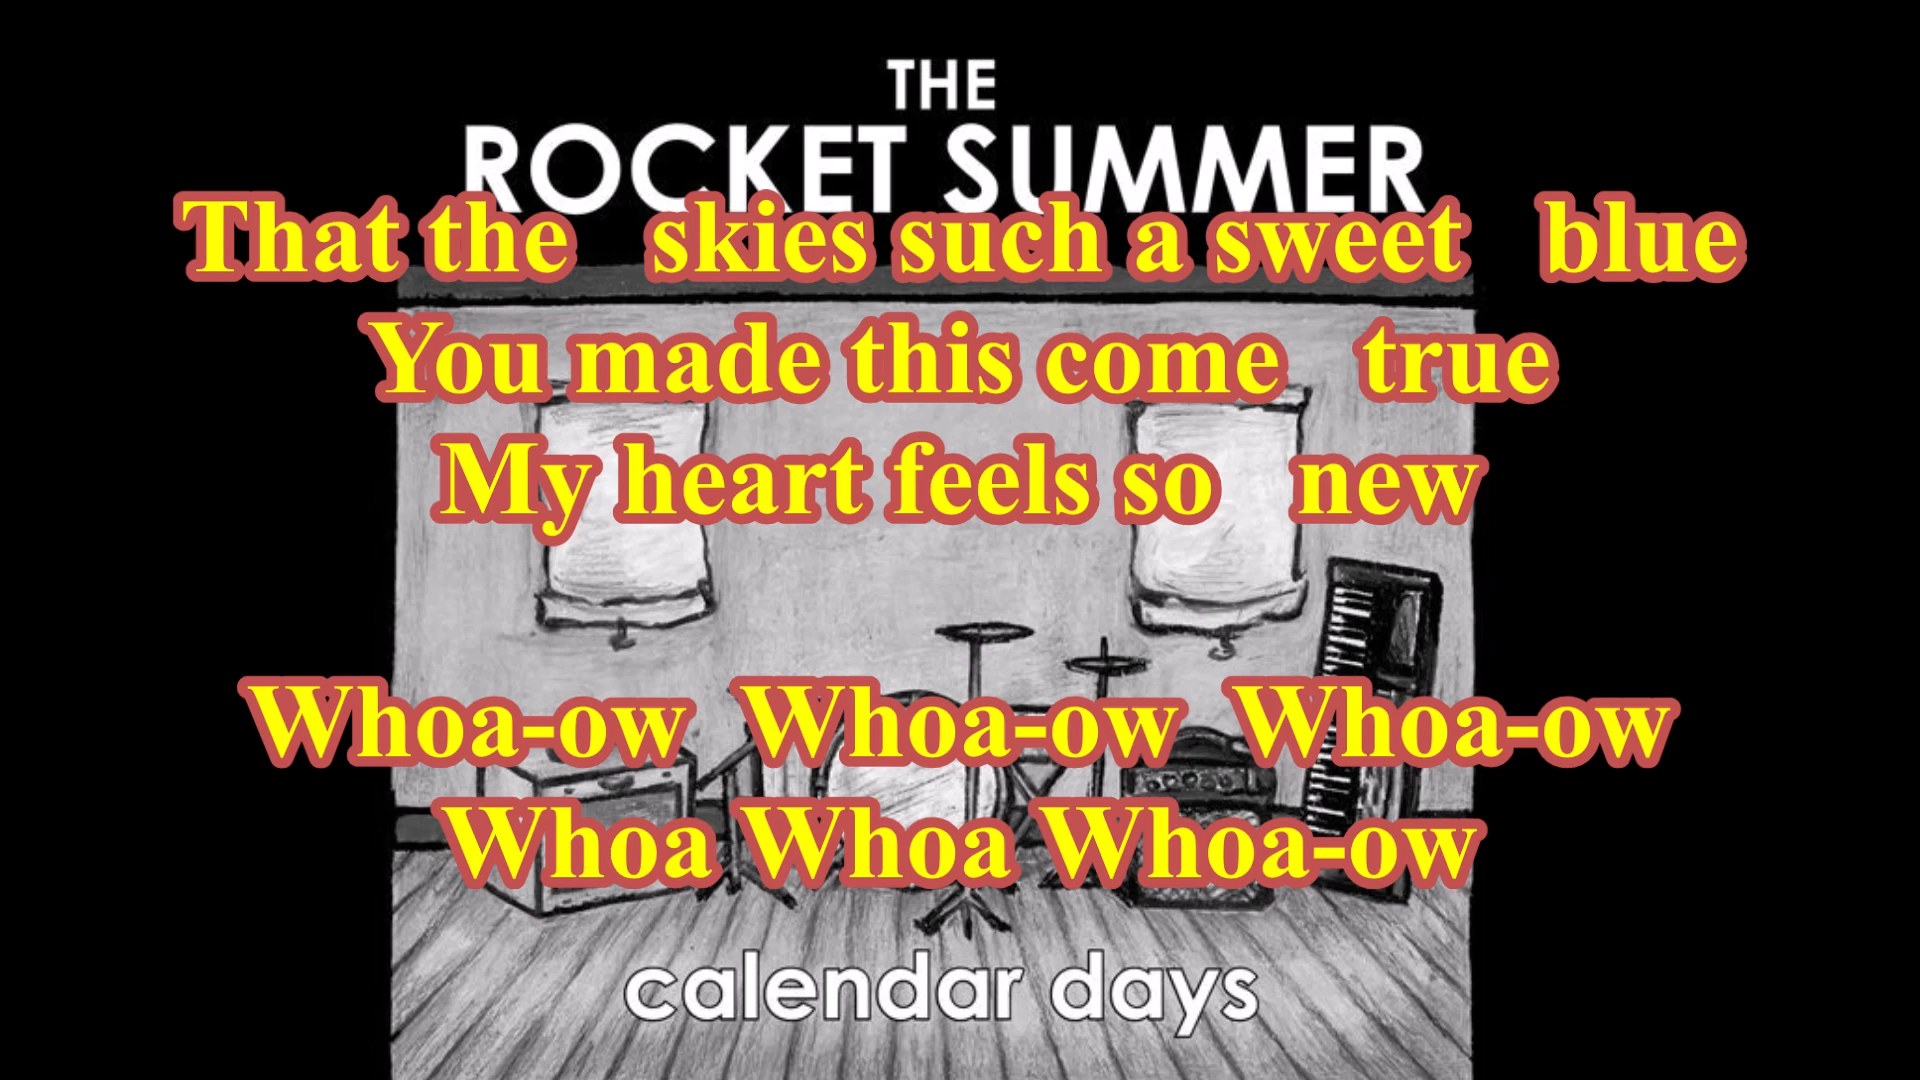 THE
ROCKET SUMMER
That the skies such a sweet blue
You made this come true
My heart feels so new
Whoa-ow Whoa-ow Whoa-ow
Whoa Whoa Whoa-ow
calendar days